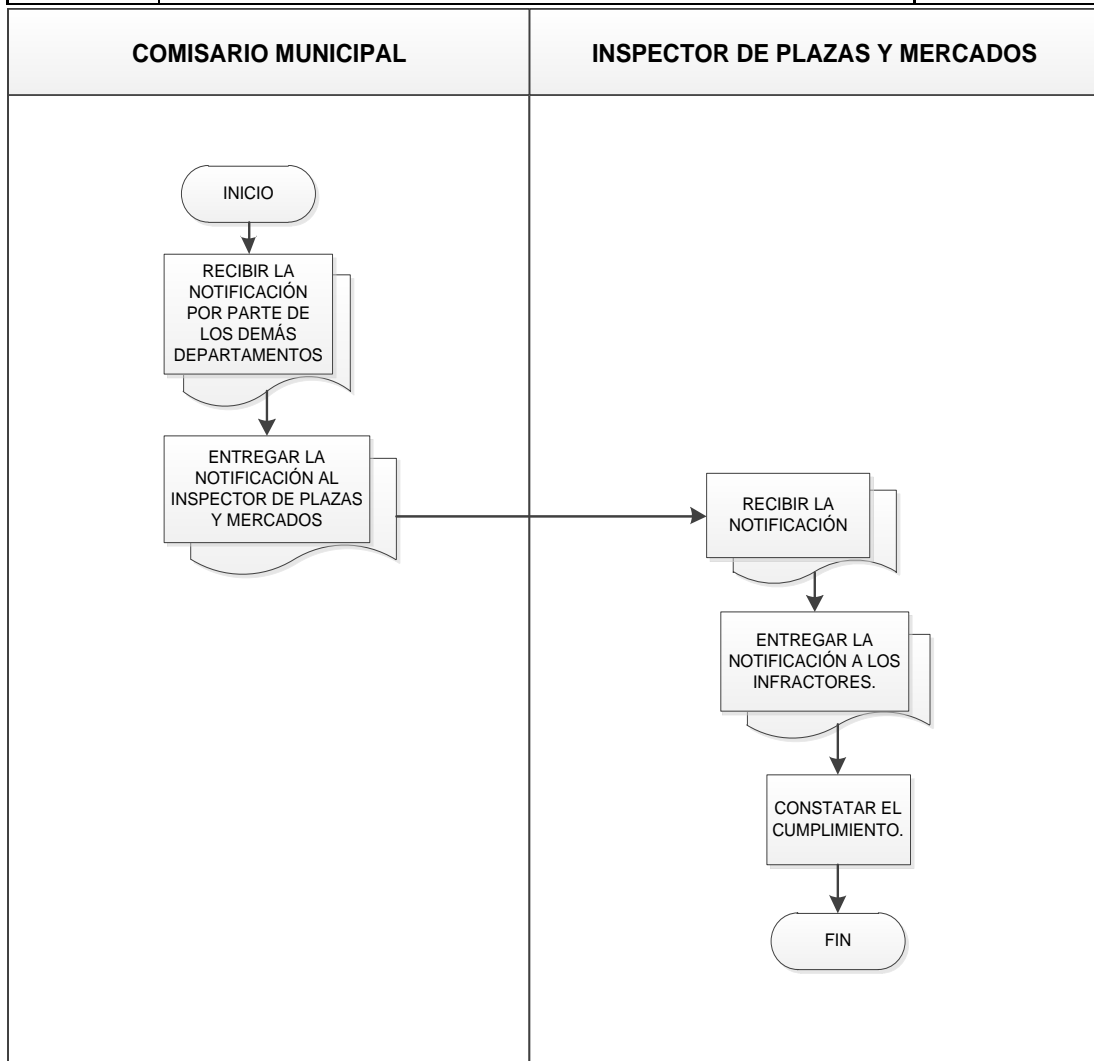 COMISARIO MUNICIPAL
INSPECTOR DE PLAZAS Y MERCADOS
INICIO
RECIBIR LA
NOTIFICACIÓN
POR PARTE DE
LOS DEMÁS
DEPARTAMENTOS
ENTREGAR LA
NOTIFICACIÓN AL
INSPECTOR DE PLAZAS
Y MERCADOS
RECIBIR LA
NOTIFICACIÓN
ENTREGAR LA
NOTIFICACIÓN A LOS
INFRACTORES.
CONSTATAR EL
CUMPLIMIENTO.
FIN